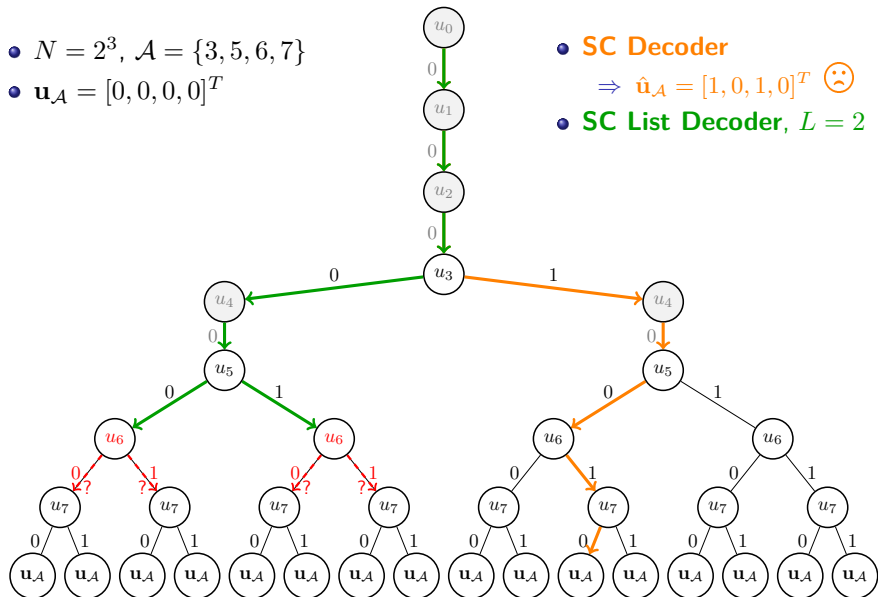 u_0
N = 2^3, 𝒜 = {3, 5, 6, 7}
SC Decoder
0
⇒ û_𝒜 = [1, 0, 1, 0]^T
u_𝒜 = [0, 0, 0, 0]^T
u_1
SC List Decoder, L = 2
0
u_2
0
0 1
u_3
u_4 u_4
0 0
u_5 u_5
0 1 0 1
u_6 u_6 u_6 u_6
0 1 0 1 0 1 0 1
? ? ? ?
u_7 u_7 u_7 u_7 u_7 u_7 u_7 u_7
0 1 0 1 0 1 0 1 0 1 0 1 0 1 0 1
u_𝒜 u_𝒜 u_𝒜 u_𝒜 u_𝒜 u_𝒜 u_𝒜 u_𝒜 u_𝒜 u_𝒜 u_𝒜 u_𝒜 u_𝒜 u_𝒜 u_𝒜 u_𝒜